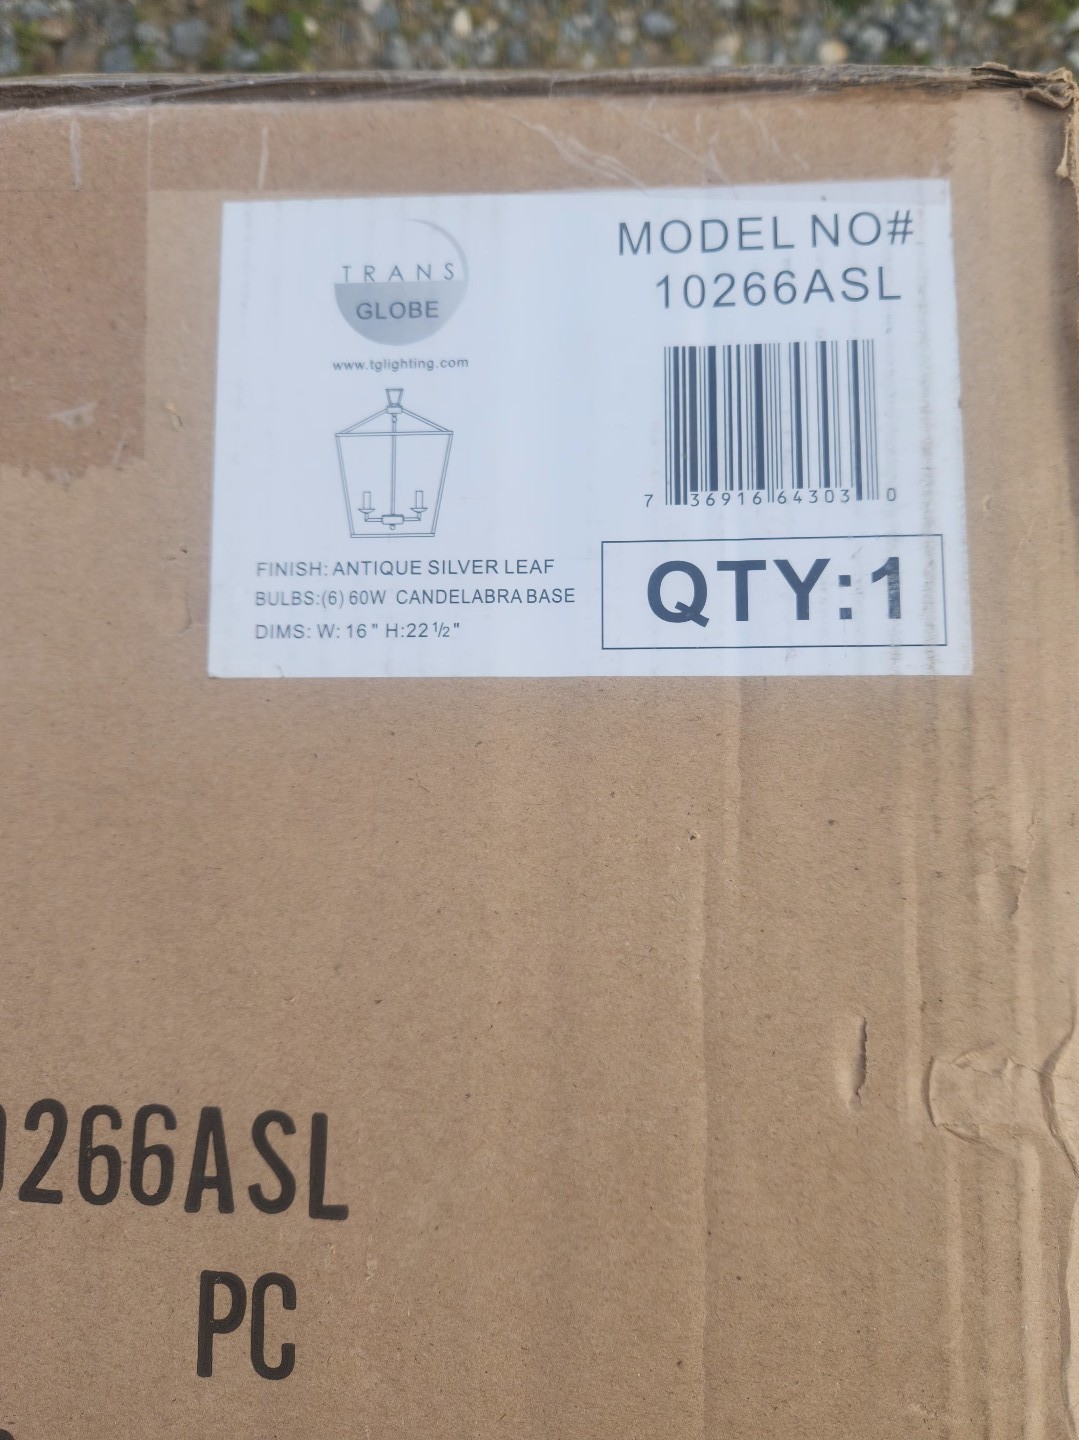 TRANS
GLOBE
www.tglighting.com
FINISH: ANTIQUE SILVER LEAF
BULBS:(6) 60W CANDELABRA BASE
DIMS: W: 16" H:22 1/2"
MODEL NO#
10266ASL
7 36916 64303 0
QTY:1
0266ASL
PC